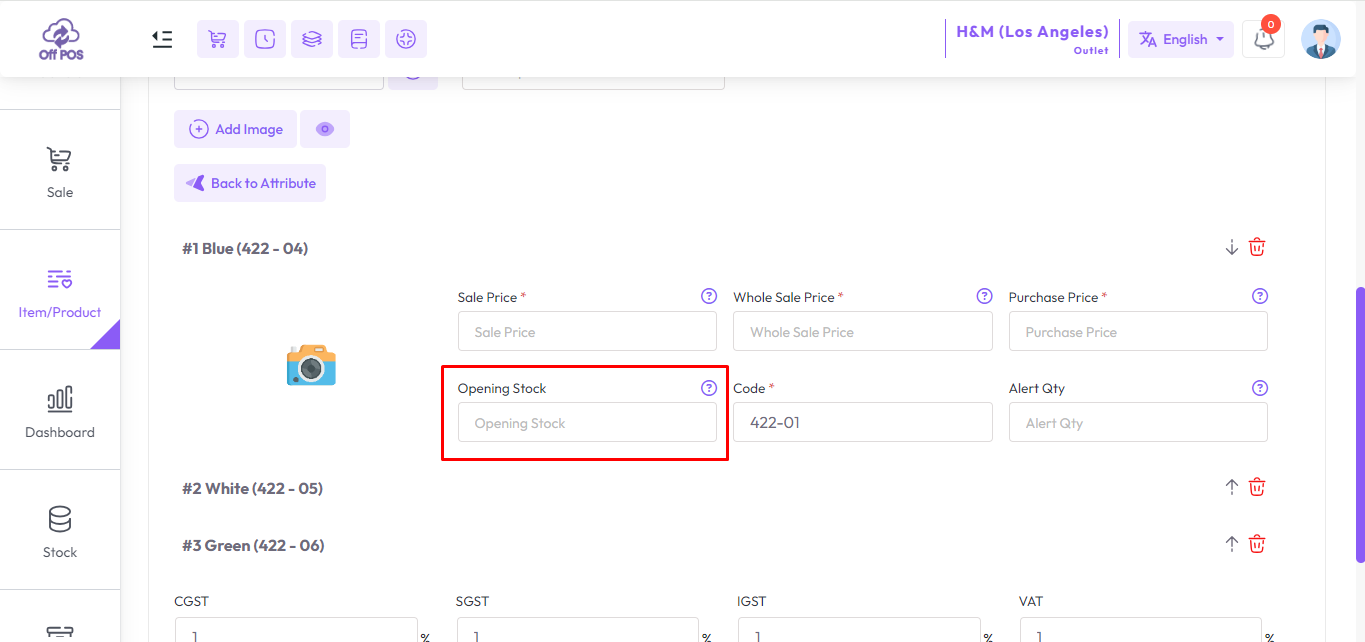 Off POS
H&M (Los Angeles)
Outlet
English
0
Add Image
Back to Attribute
Sale
Item/Product
Dashboard
Stock
#1 Blue (422 - 04)
Sale Price *
Whole Sale Price *
Purchase Price *
Sale Price
Whole Sale Price
Purchase Price
Opening Stock
Code *
Alert Qty
Opening Stock
422-01
Alert Qty
#2 White (422 - 05)
#3 Green (422 - 06)
CGST
SGST
IGST
VAT
1 %
1 %
1 %
1 %